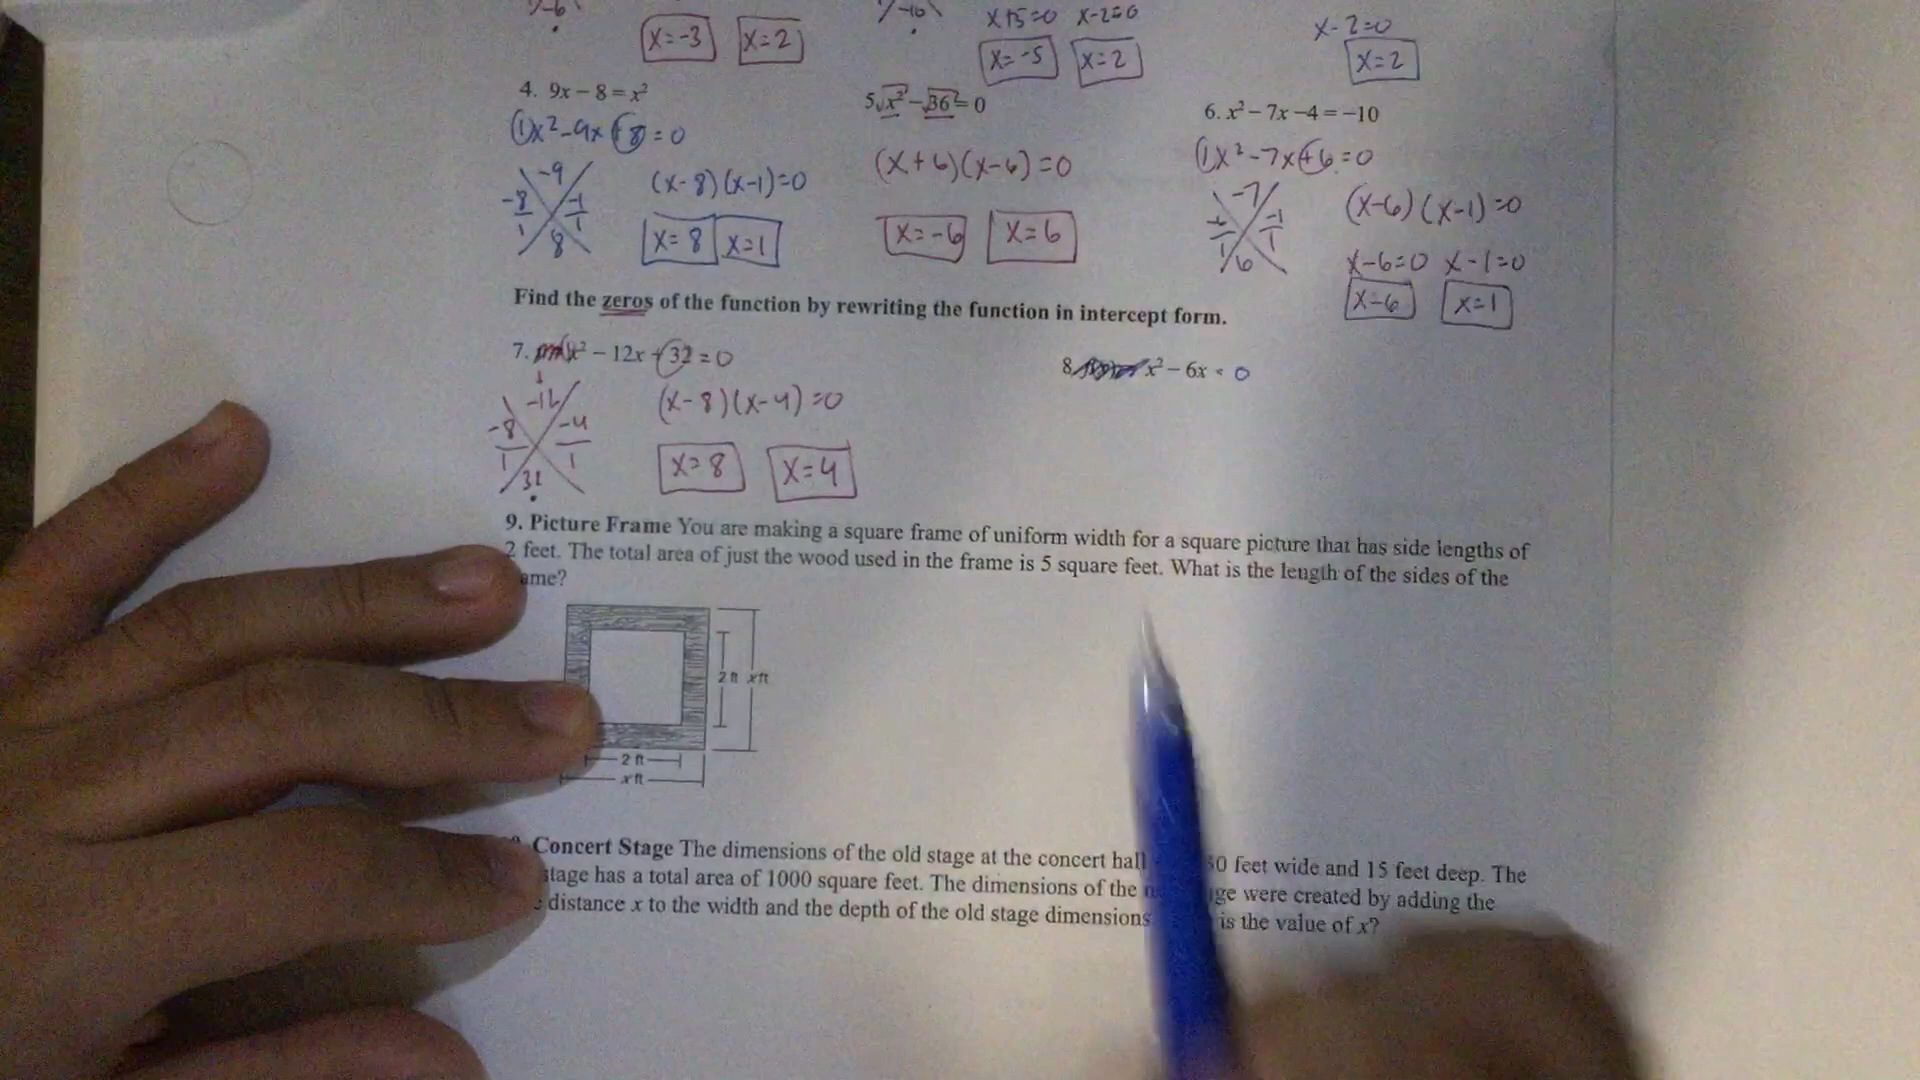 x+5=0 x-2=0
x=-3 x=2
x=-5 x=2
x-2=0
x=2
4. 9x – 8 = x²
(1)x²-9x+8=0
-9
-8 -1
1 1
8
(x-8)(x-1)=0
x=8 x=1
5 √x² – √36 = 0
(x+6)(x-6)=0
x=-6 x=6
6. x² – 7x –4 = –10
(1)x²-7x+6=0
-7
-1
1 1
6
(x-6)(x-1)=0
x-6=0 x-1=0
x=6 x=1
Find the zeros of the function by rewriting the function in intercept form.
7. x² – 12x + 32 = 0
-12
-8 -4
1 1
32
(x-8)(x-4)=0
x=8 x=4
8. x² – 6x = 0
9. Picture Frame You are making a square frame of uniform width for a square picture that has side lengths of
2 feet. The total area of just the wood used in the frame is 5 square feet. What is the length of the sides of the
ame?
2 ft x ft
2 ft
x ft
Concert Stage The dimensions of the old stage at the concert hall 0 feet wide and 15 feet deep. The
stage has a total area of 1000 square feet. The dimensions of the ge were created by adding the
distance x to the width and the depth of the old stage dimensions is the value of x?